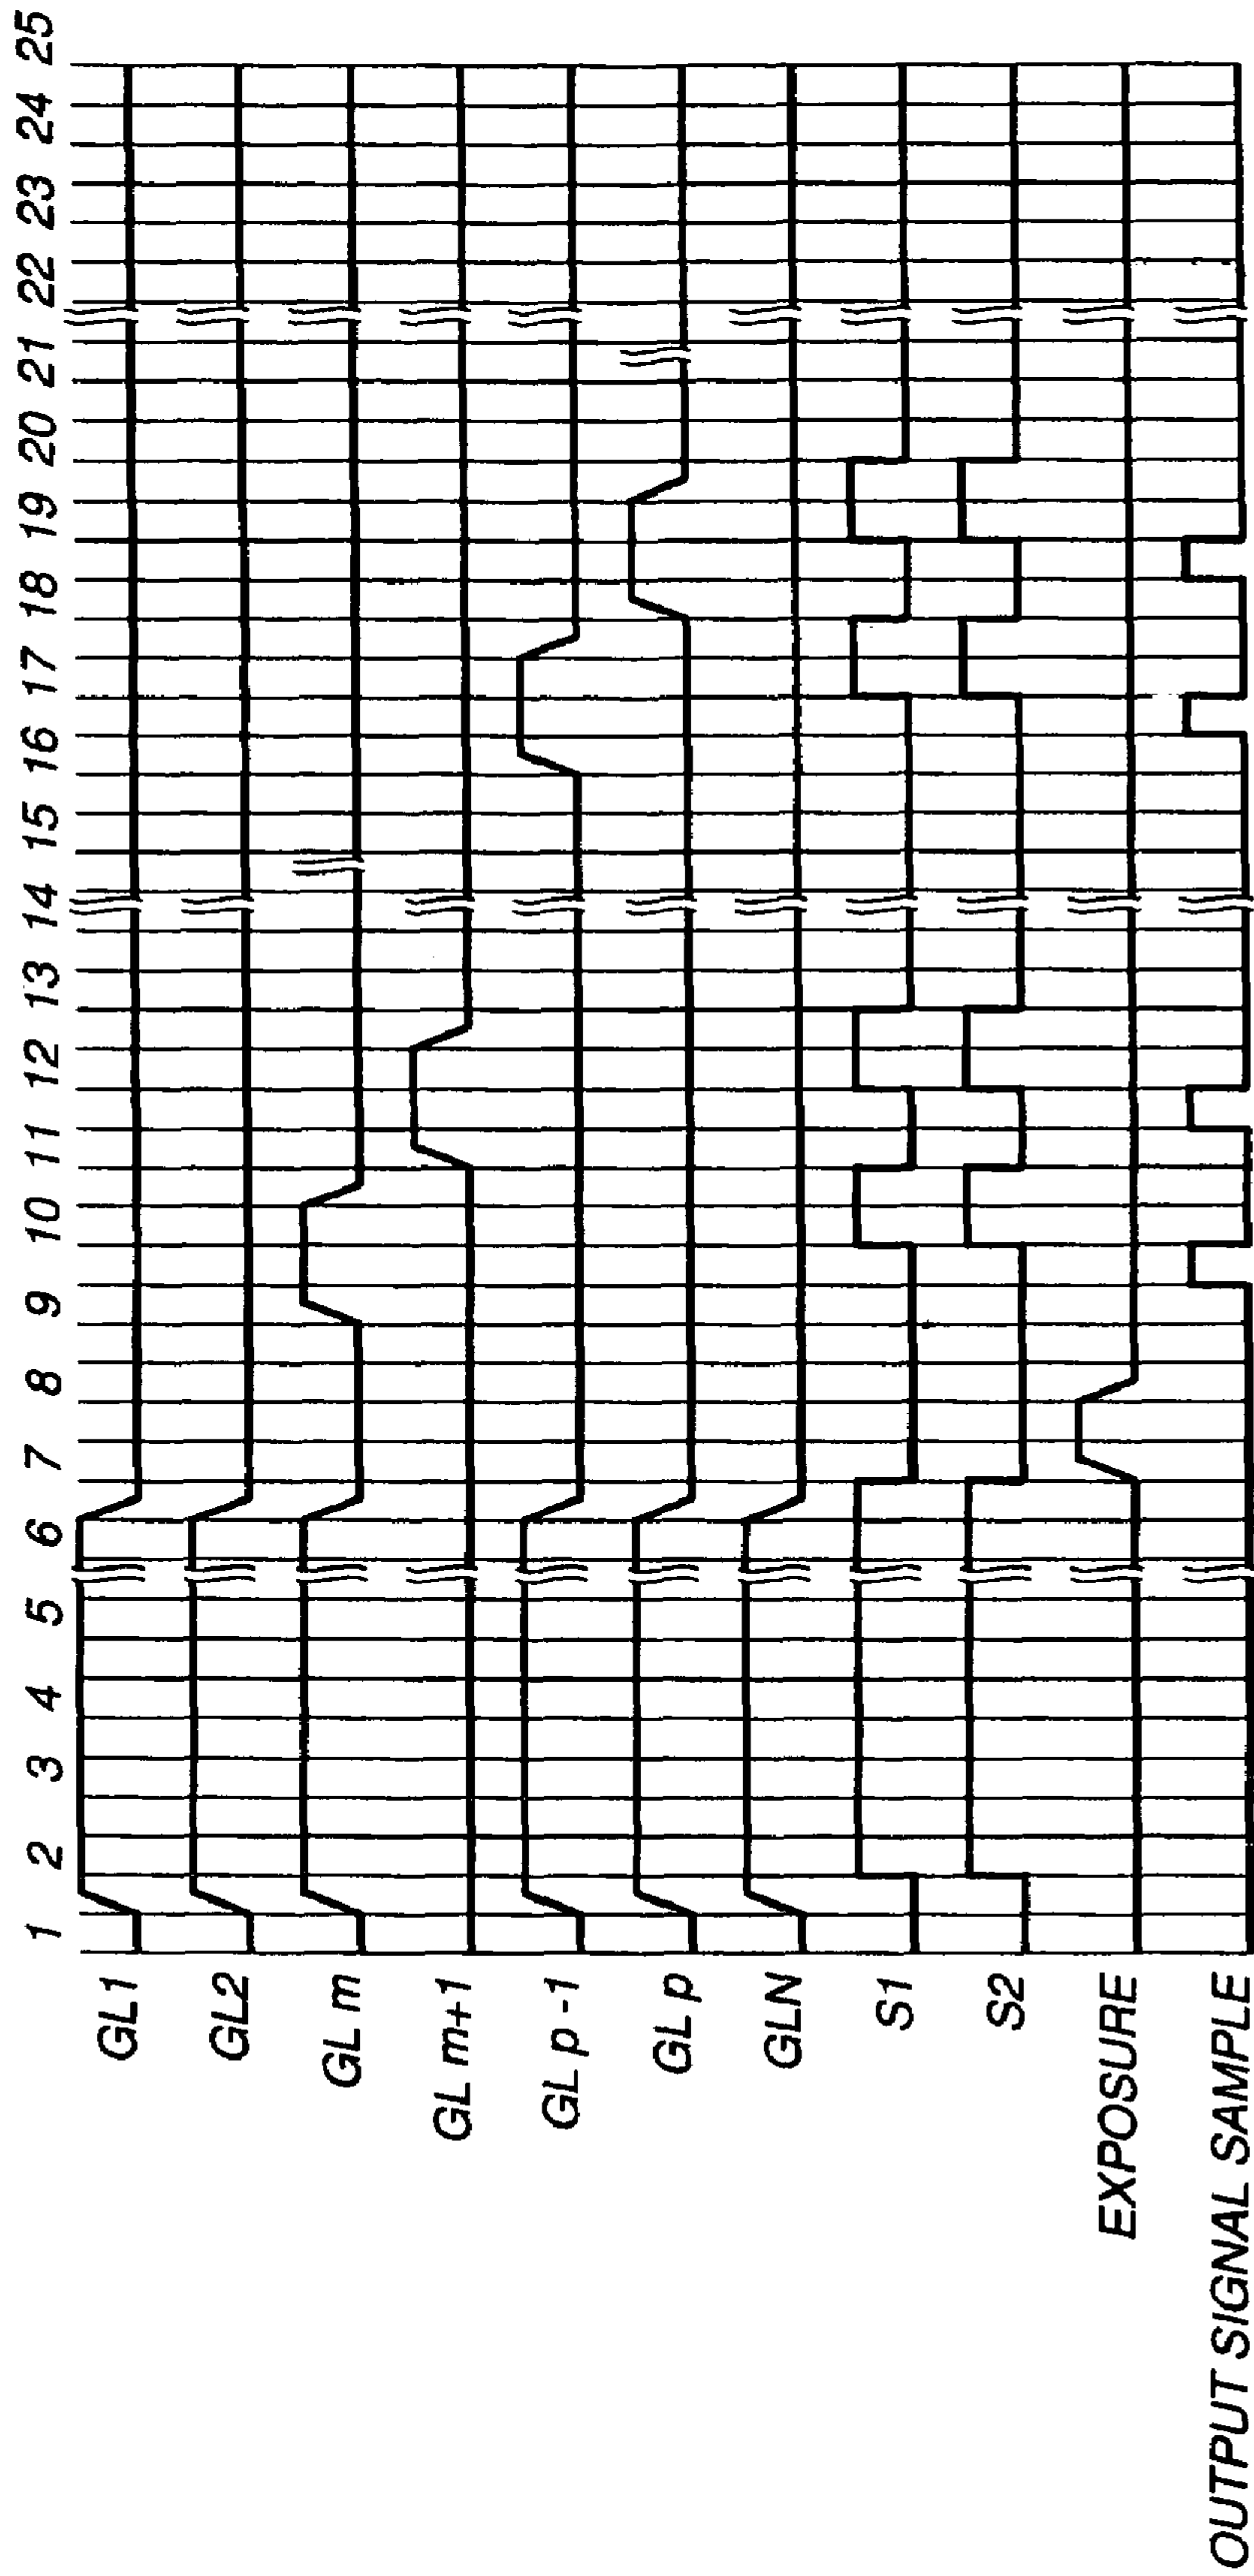 1 2 3 4 5 6 7 8 9 10 11 12 13 14 15 16 17 18 19 20 21 22 23 24 25
GL1
GL2
GL m
GL m+1
GL p -1
GL p
GLN
S1
S2
EXPOSURE
OUTPUT SIGNAL SAMPLE